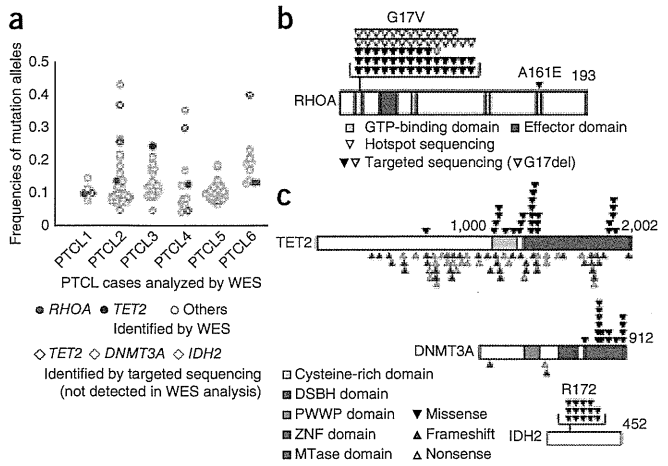 a
Frequencies of mutation alleles
0.5
0.4
0.3
0.2
0.1
0
PTCL1
PTCL2
PTCL3
PTCL4
PTCL5
PTCL6
PTCL cases analyzed by WES
RHOA TET2 Others
Identified by WES
TET2 DNMT3A IDH2
Identified by targeted sequencing
(not detected in WES analysis)
b
G17V
A161E 193
RHOA
GTP-binding domain Effector domain
Hotspot sequencing
Targeted sequencing (G17del)
c
1,000 2,002
TET2
912
DNMT3A
Cysteine-rich domain
DSBH domain
PWWP domain Missense
ZNF domain Frameshift
MTase domain Nonsense
R172
452
IDH2